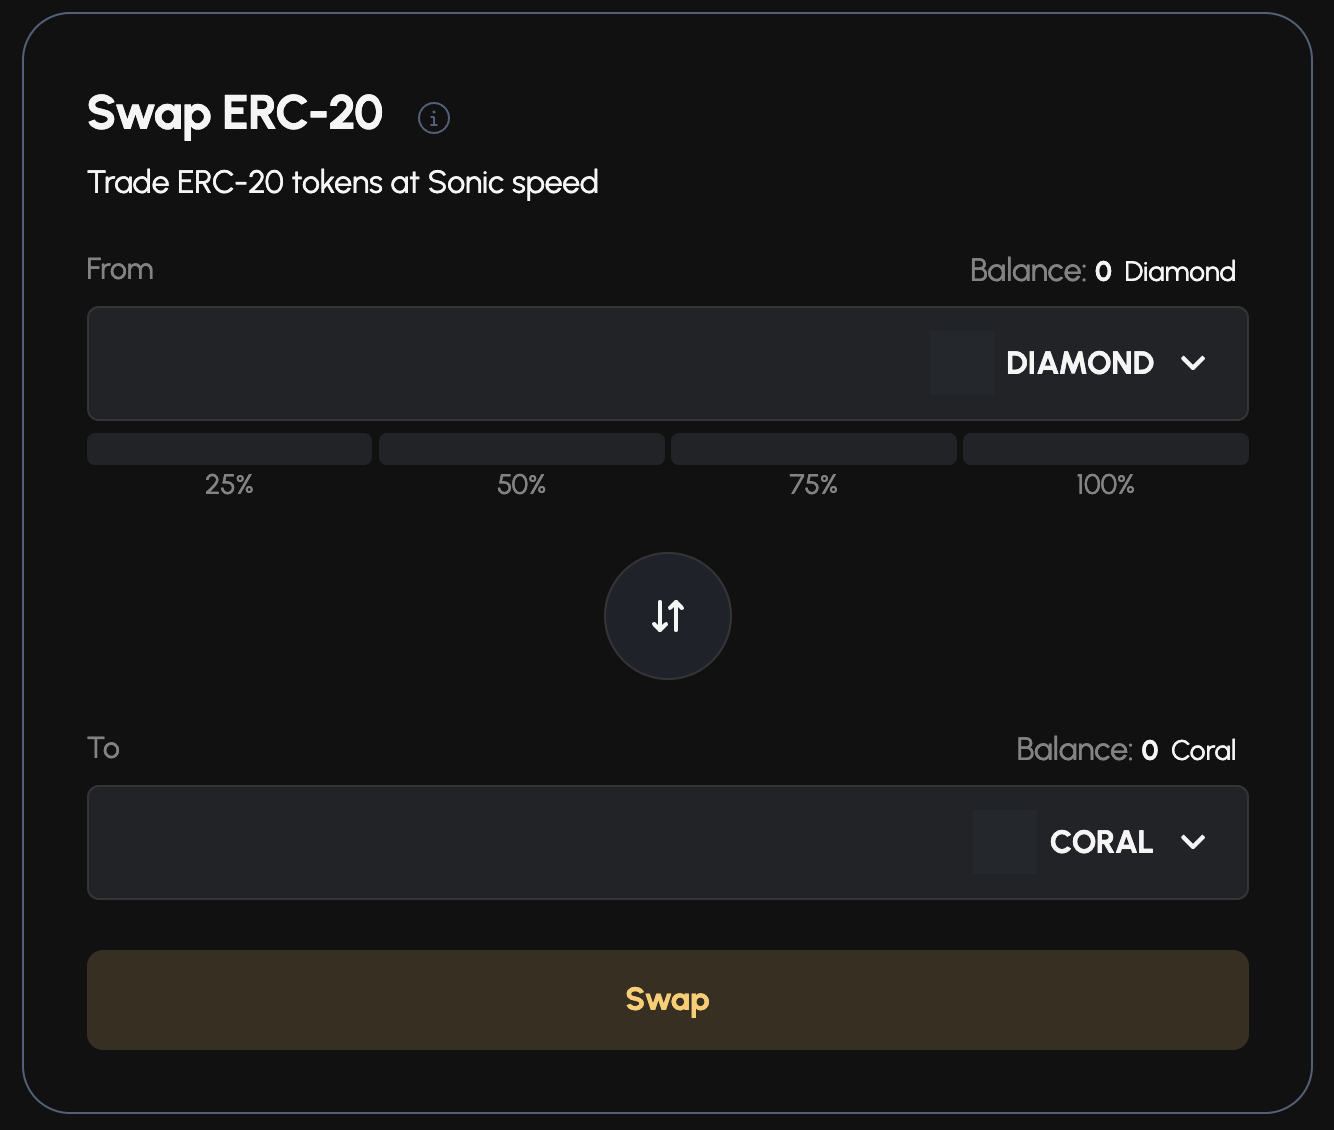 Swap ERC-20 i
Trade ERC-20 tokens at Sonic speed
From Balance: 0 Diamond
DIAMOND
25% 50% 75% 100%
To Balance: 0 Coral
CORAL
Swap